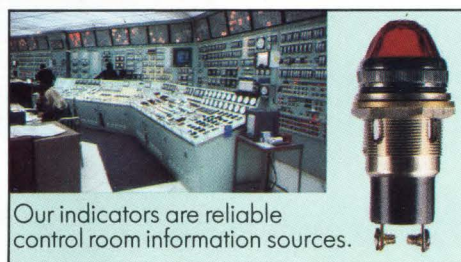 Our indicators are reliable
control room information sources.